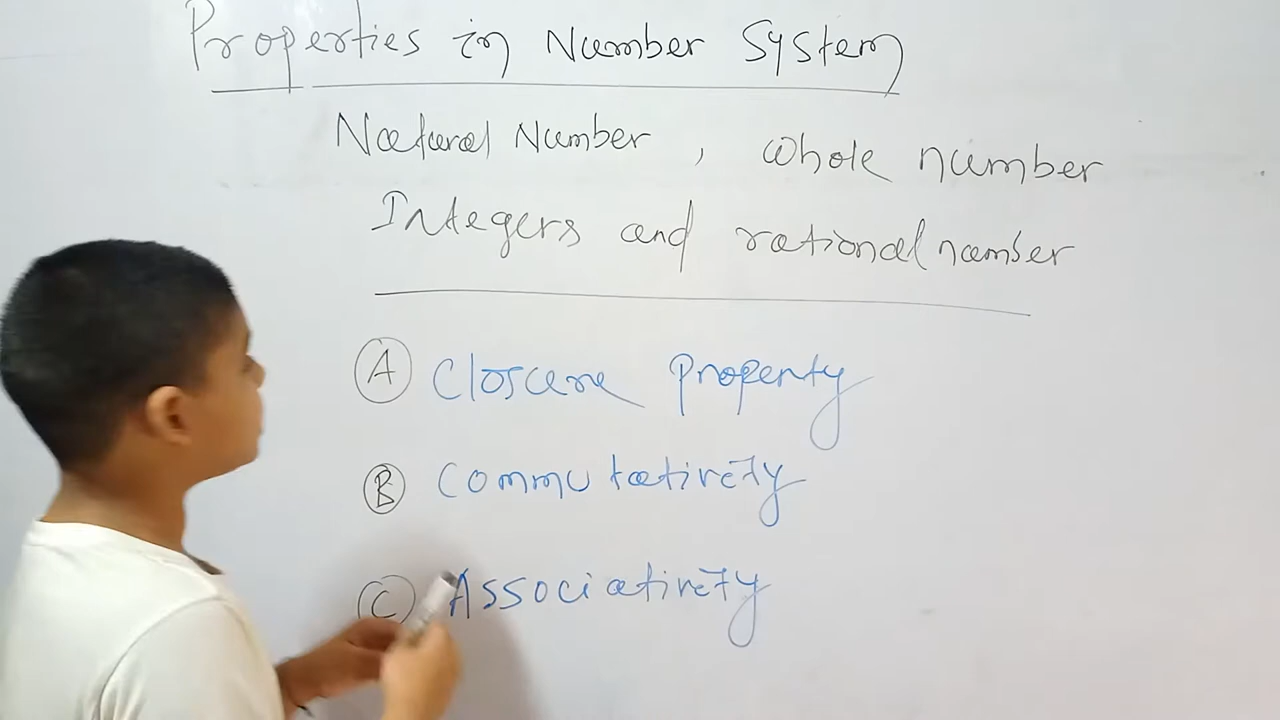 Properties in Number System
Natural Number, whole number
Integers and rational number
(A) Closure Property
(B) Commutativity
(C) Associativity